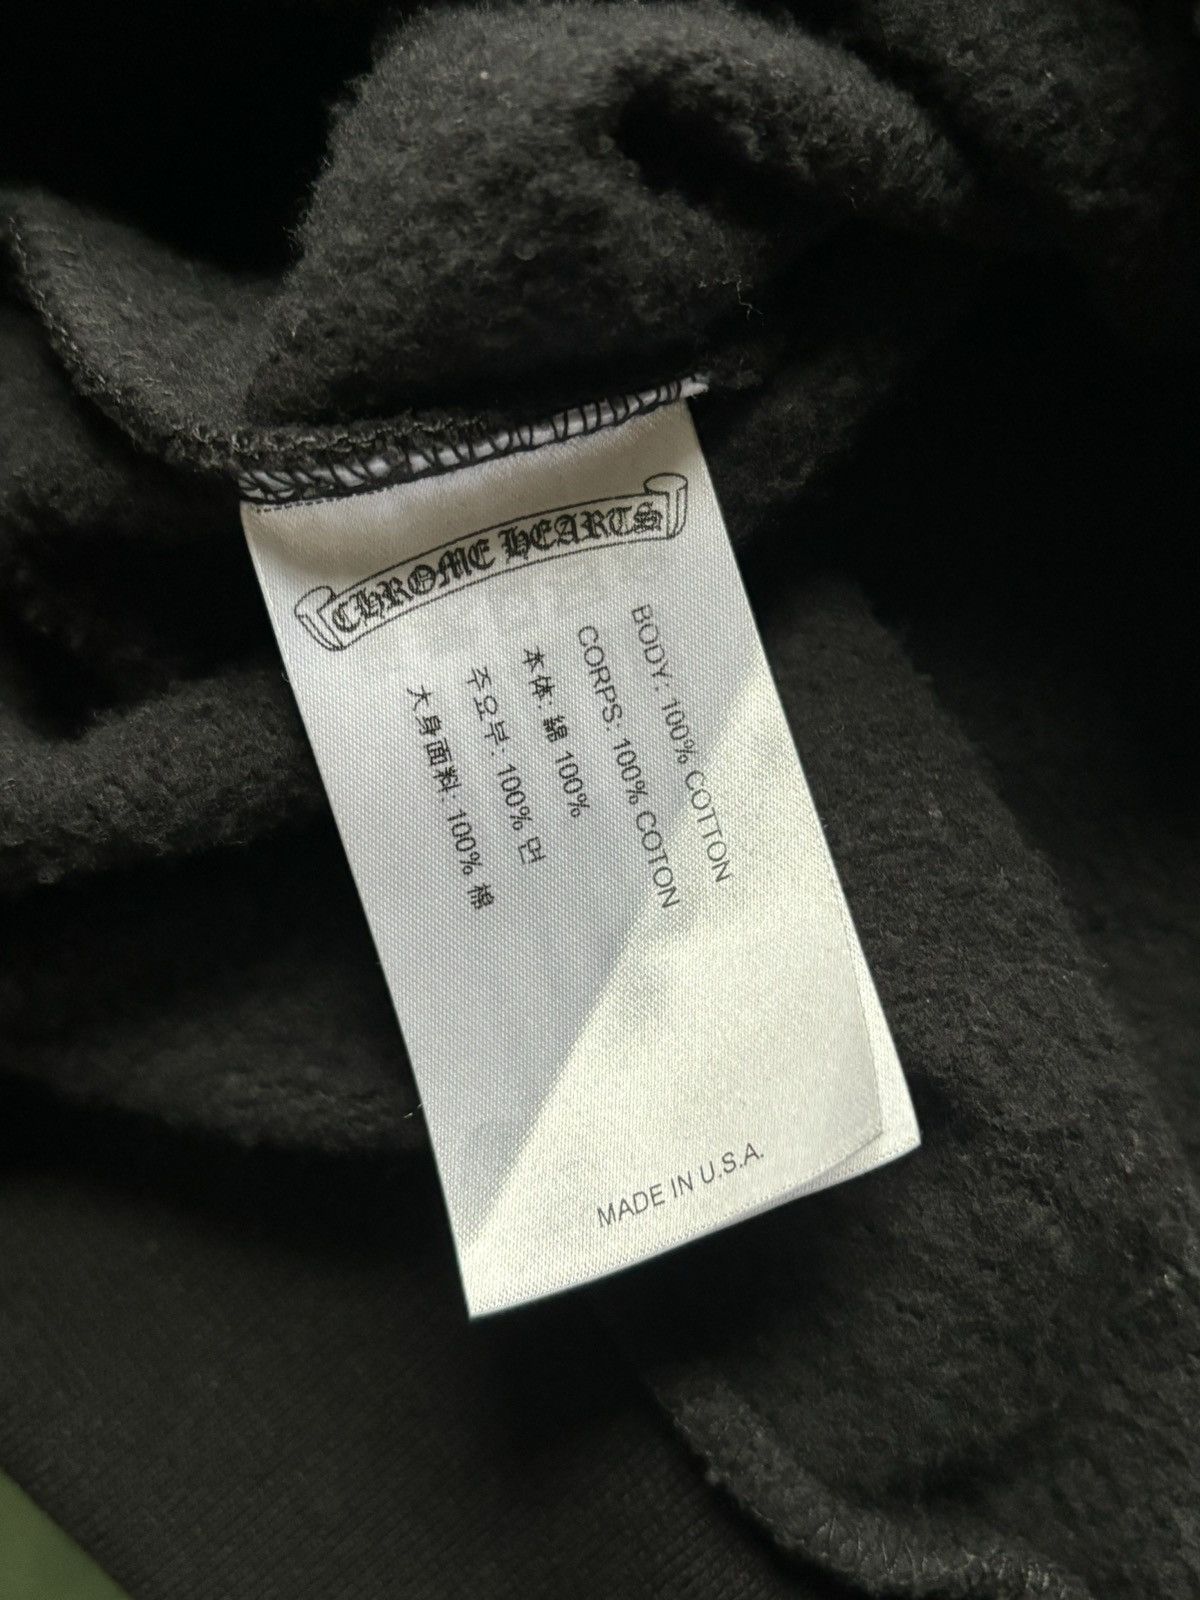 CHROME HEARTS
BODY: 100% COTTON
CORPS: 100% COTON
本体: 綿 100%
주요부: 100% 면
大身面料: 100% 棉
MADE IN U.S.A.